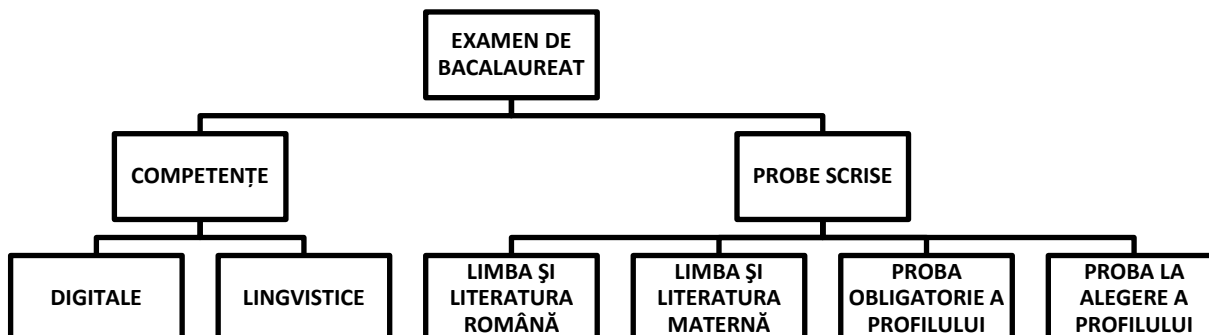 EXAMEN DE
BACALAUREAT
COMPETENȚE
PROBE SCRISE
DIGITALE
LINGVISTICE
LIMBA ŞI
LITERATURA
ROMÂNĂ
LIMBA ŞI
LITERATURA
MATERNĂ
PROBA
OBLIGATORIE A
PROFILULUI
PROBA LA
ALEGERE A
PROFILULUI